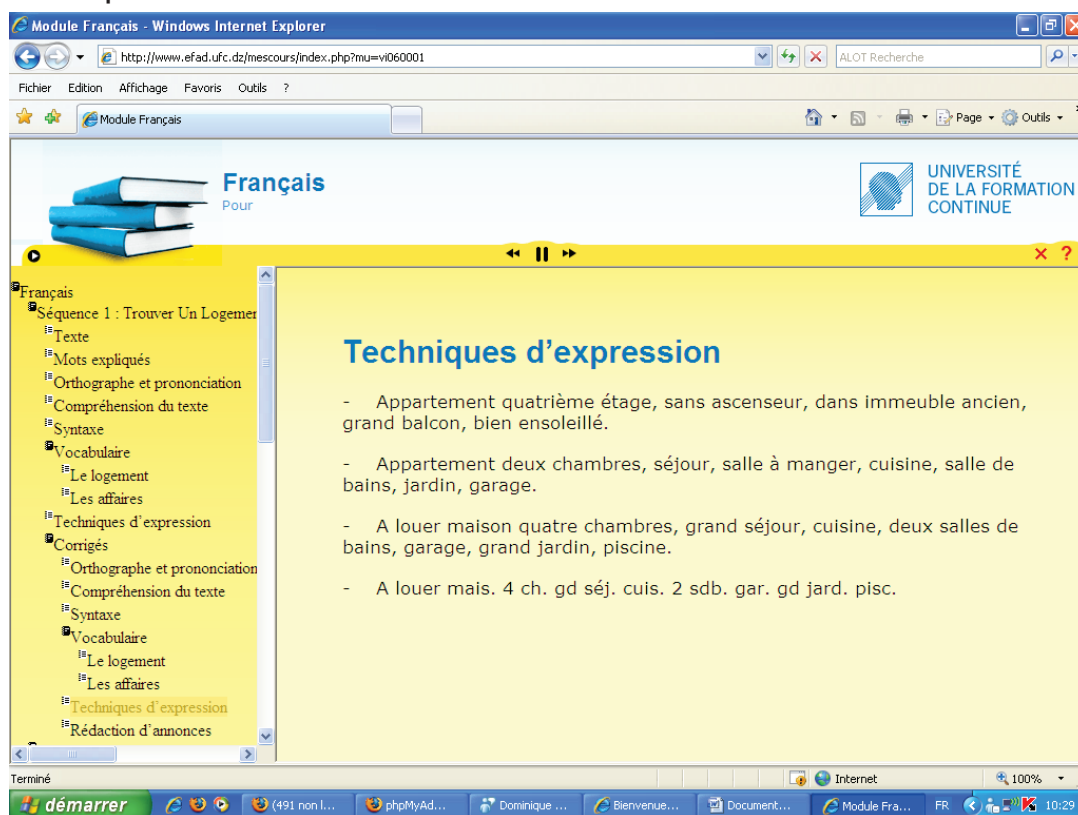 Module Français - Windows Internet Explorer
http://www.efad.ufc.dz/mescours/index.php?mu=vi060001
ALOT Recherche
Fichier Edition Affichage Favoris Outils ?
Module Français
Page Outils
Français
Pour
UNIVERSITÉ
DE LA FORMATION
CONTINUE
Français
Séquence 1 : Trouver Un Logemer
Texte
Mots expliqués
Orthographe et prononciation
Compréhension du texte
Syntaxe
Vocabulaire
Le logement
Les affaires
Techniques d'expression
Corrigés
Orthographe et prononciation
Compréhension du texte
Syntaxe
Vocabulaire
Le logement
Les affaires
Techniques d'expression
Rédaction d'annonces
Techniques d'expression
- Appartement quatrième étage, sans ascenseur, dans immeuble ancien,
grand balcon, bien ensoleillé.
- Appartement deux chambres, séjour, salle à manger, cuisine, salle de
bains, jardin, garage.
- A louer maison quatre chambres, grand séjour, cuisine, deux salles de
bains, garage, grand jardin, piscine.
- A louer mais. 4 ch. gd séj. cuis. 2 sdb. gar. gd jard. pisc.
Terminé
Internet
100%
démarrer
(491 non l...
phpMyAd...
Dominique ...
Bienvenue...
Document...
Module Fra...
FR
10:29